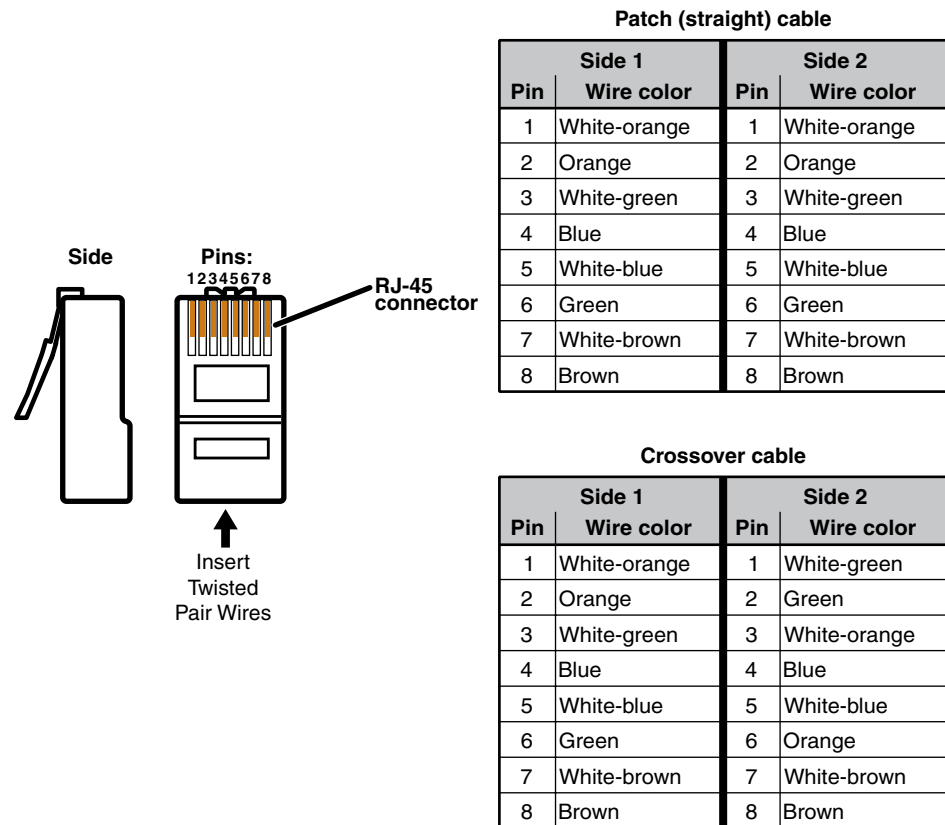 Patch (straight) cable
Side 1 Side 2
Pin Wire color Pin Wire color
1 White-orange 1 White-orange
2 Orange 2 Orange
3 White-green 3 White-green
4 Blue 4 Blue
5 White-blue 5 White-blue
6 Green 6 Green
7 White-brown 7 White-brown
8 Brown 8 Brown
Side
Pins:
12345678
RJ-45
connector
Insert
Twisted
Pair Wires
Crossover cable
Side 1 Side 2
Pin Wire color Pin Wire color
1 White-orange 1 White-green
2 Orange 2 Green
3 White-green 3 White-orange
4 Blue 4 Blue
5 White-blue 5 White-blue
6 Green 6 Orange
7 White-brown 7 White-brown
8 Brown 8 Brown